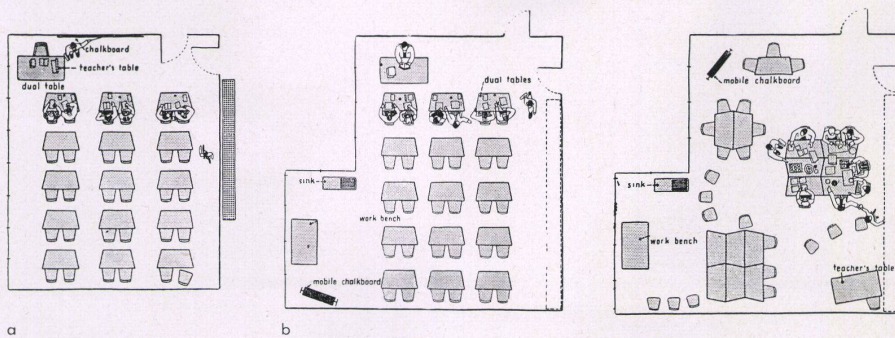 chalkboard
teacher's table
dual table
a
dual tables
sink
work bench
mobile chalkboard
b
mobile chalkboard
sink
work bench
teacher's table